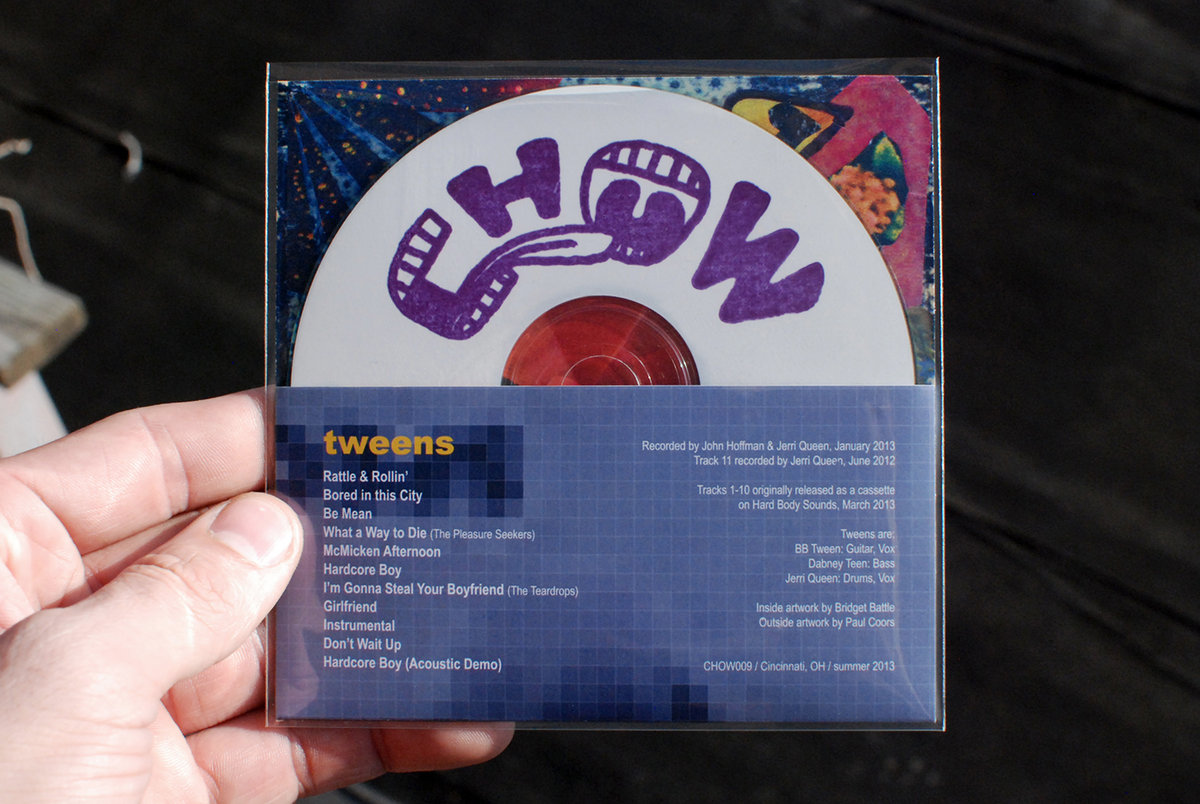 CHOW
tweens
Rattle & Rollin'
Bored in this City
Be Mean
What a Way to Die (The Pleasure Seekers)
McMicken Afternoon
Hardcore Boy
I'm Gonna Steal Your Boyfriend (The Teardrops)
Girlfriend
Instrumental
Don't Wait Up
Hardcore Boy (Acoustic Demo)
Recorded by John Hoffman & Jerri Queen, January 2013
Track 11 recorded by Jerri Queen, June 2012
Tracks 1-10 originally released as a cassette
on Hard Body Sounds, March 2013
Tweens are:
BB Tween: Guitar, Vox
Dabney Teen: Bass
Jerri Queen: Drums, Vox
Inside artwork by Bridget Battle
Outside artwork by Paul Coors
CHOW009 / Cincinnati, OH / summer 2013